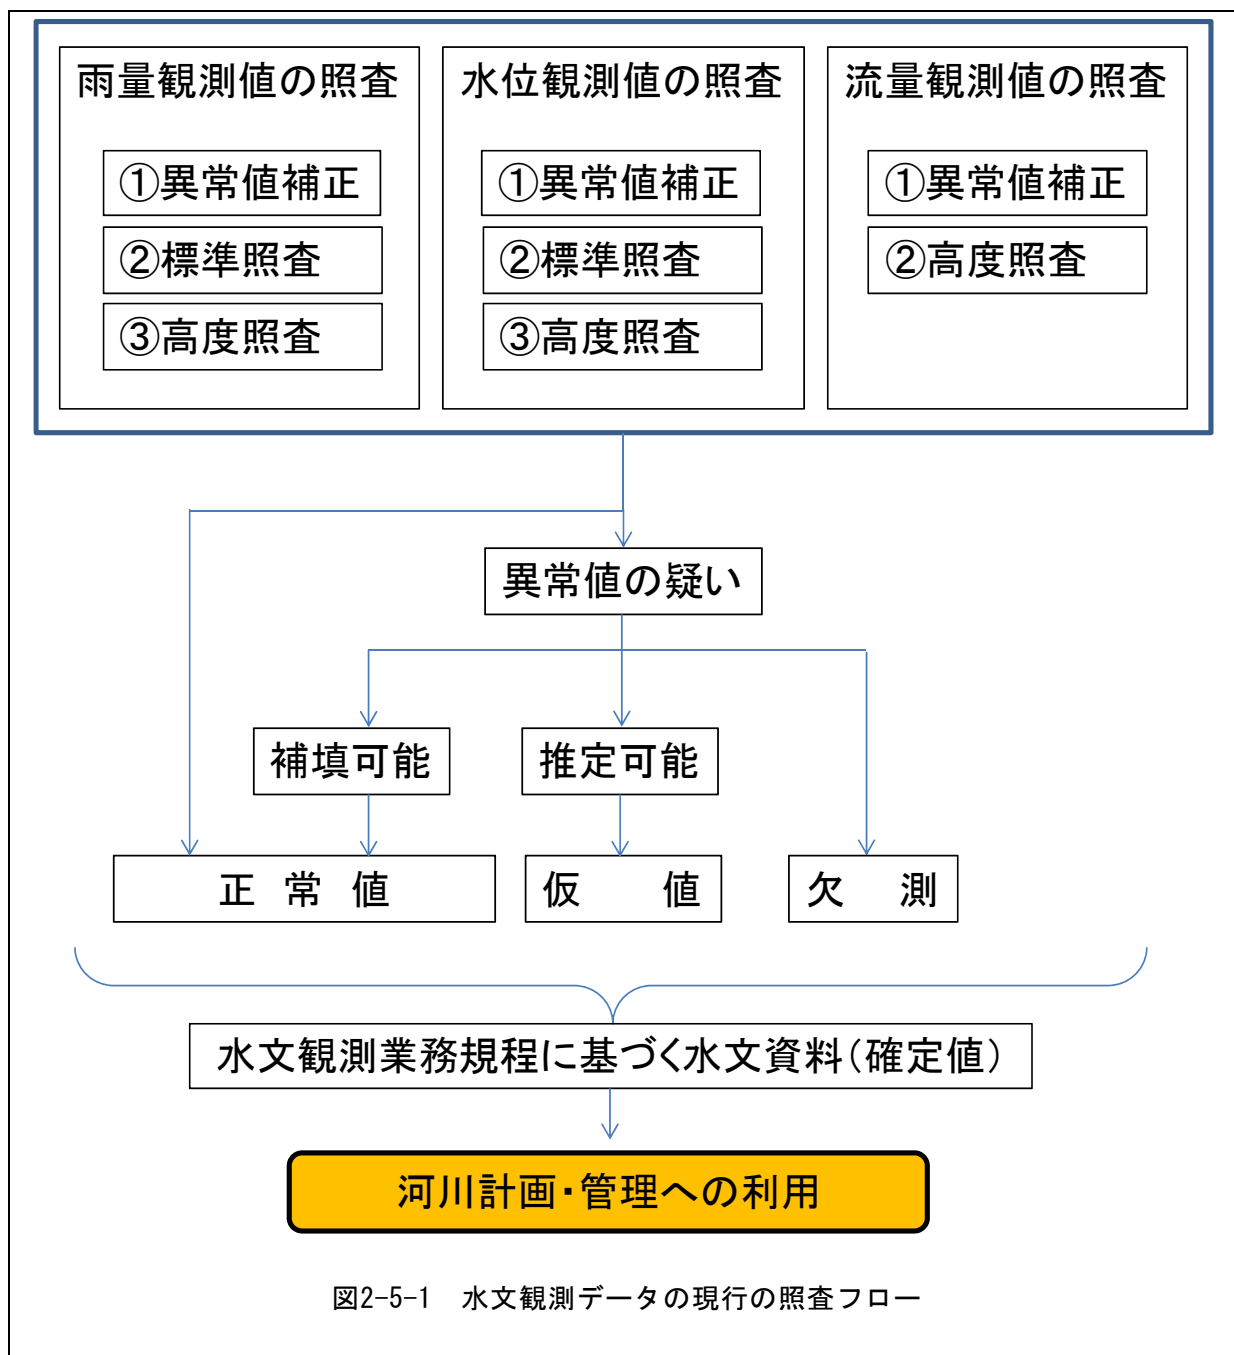 雨量観測値の照査
①異常値補正
②標準照査
③高度照査
水位観測値の照査
①異常値補正
②標準照査
③高度照査
流量観測値の照査
①異常値補正
②高度照査
異常値の疑い
補填可能
推定可能
正 常 値
仮 値
欠 測
水文観測業務規程に基づく水文資料(確定値)
河川計画・管理への利用
図2-5-1 水文観測データの現行の照査フロー